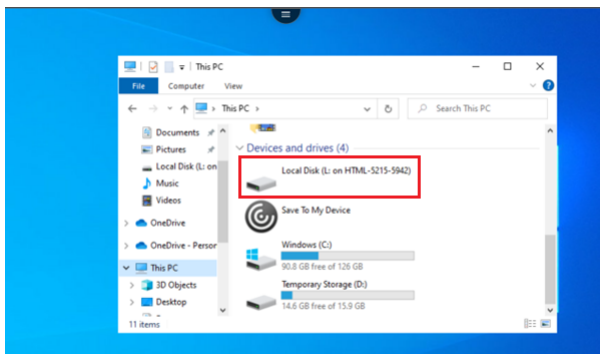 This PC
File Computer View
This PC
Search This PC
Documents
Pictures
Local Disk (L: on
Music
Videos
OneDrive
OneDrive - Person
This PC
3D Objects
Desktop
Devices and drives (4)
Local Disk (L: on HTML-5215-5942)
Save To My Device
Windows (C:)
90.8 GB free of 126 GB
Temporary Storage (D:)
14.6 GB free of 15.9 GB
11 items